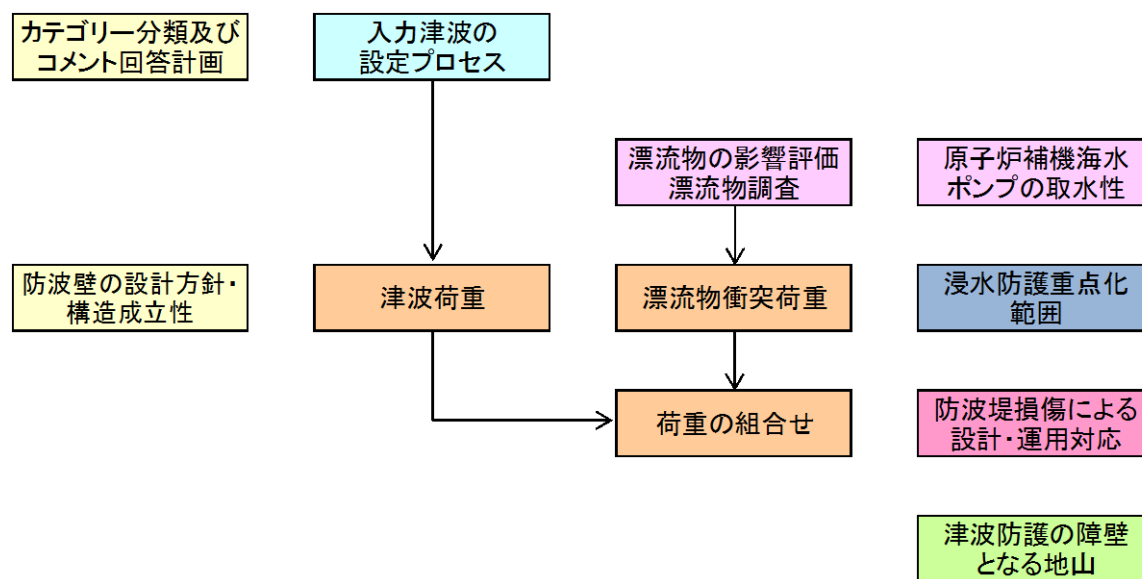 カテゴリー分類及び
コメント回答計画
入力津波の
設定プロセス
漂流物の影響評価
漂流物調査
原子炉補機海水
ポンプの取水性
防波壁の設計方針・
構造成立性
津波荷重
漂流物衝突荷重
浸水防護重点化
範囲
荷重の組合せ
防波堤損傷による
設計・運用対応
津波防護の障壁
となる地山